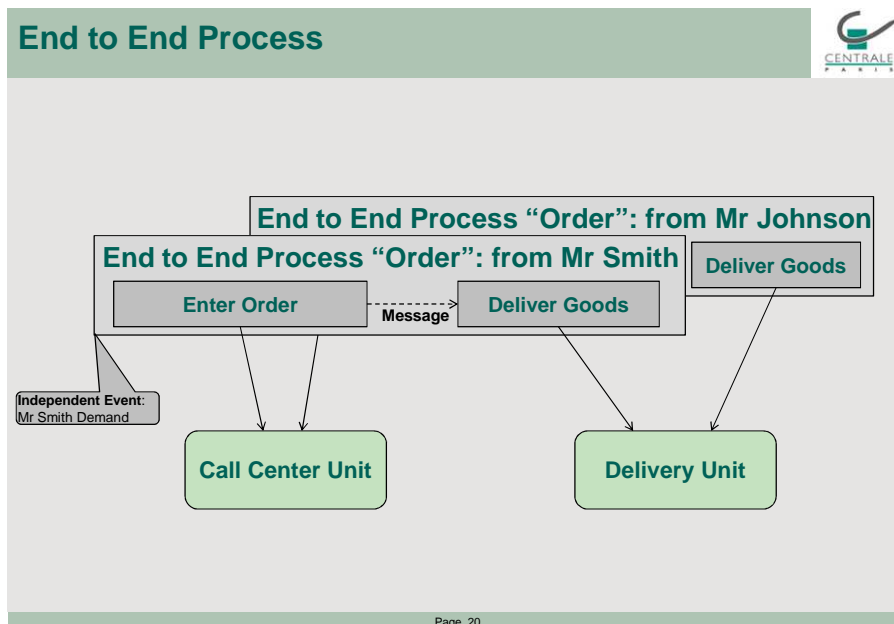 End to End Process
CENTRALE
PARIS
End to End Process “Order”: from Mr Johnson
End to End Process “Order”: from Mr Smith
Deliver Goods
Enter Order
Message
Deliver Goods
Independent Event:
Mr Smith Demand
Call Center Unit
Delivery Unit
Page 20